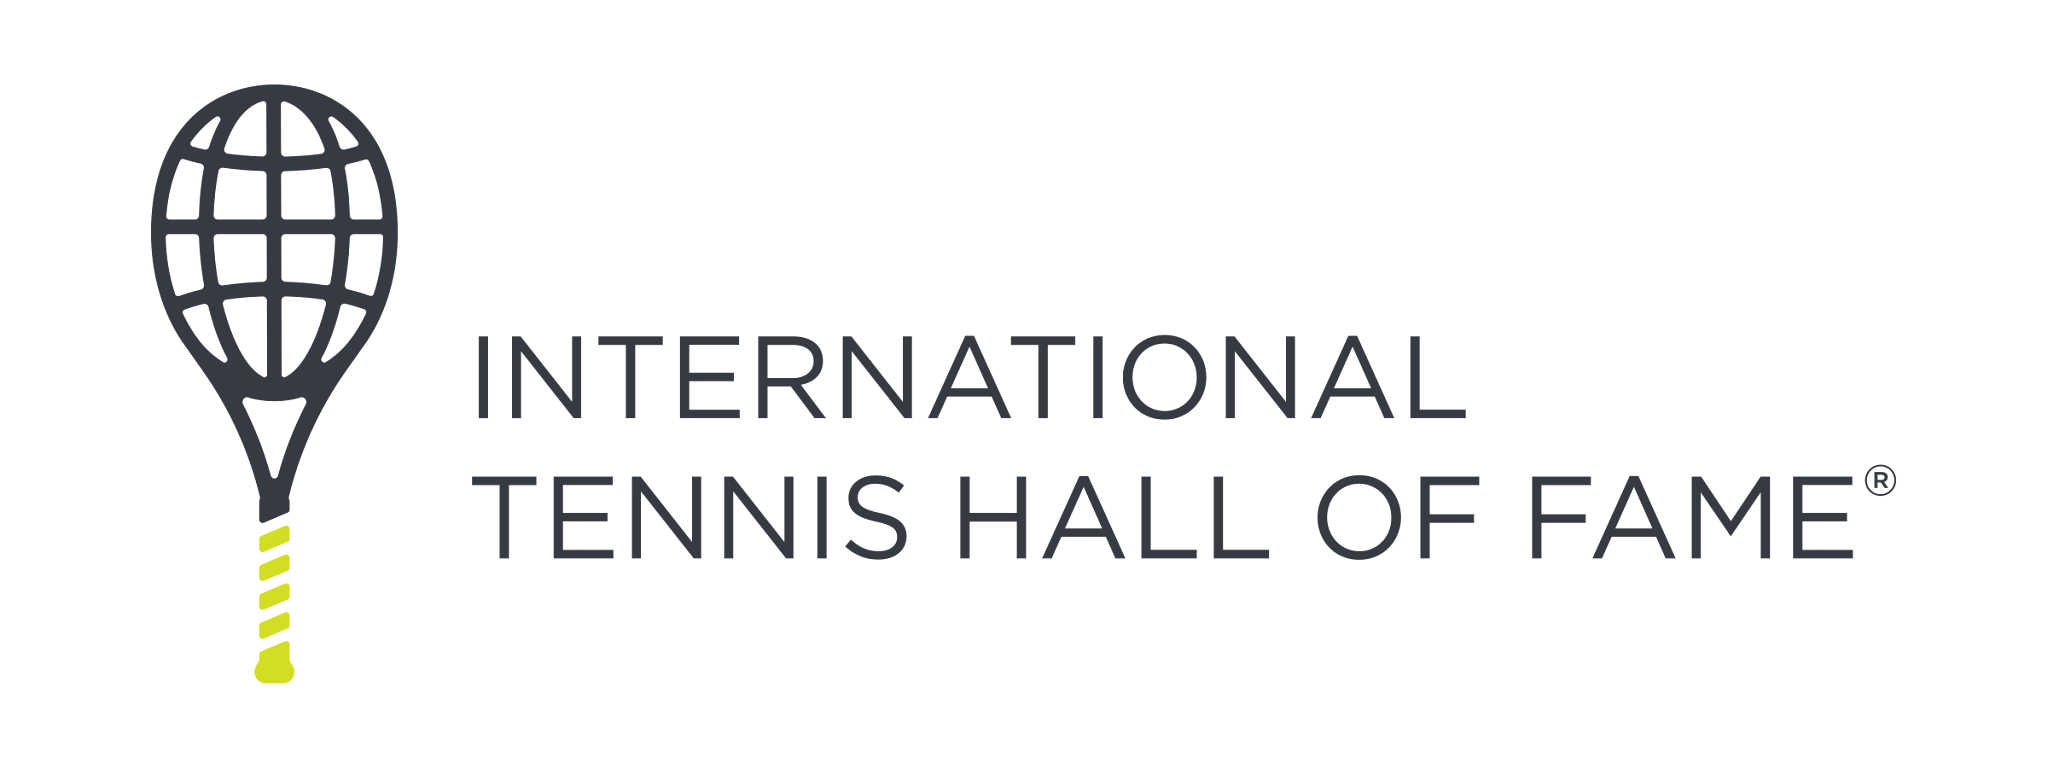 INTERNATIONAL
TENNIS HALL OF FAME®